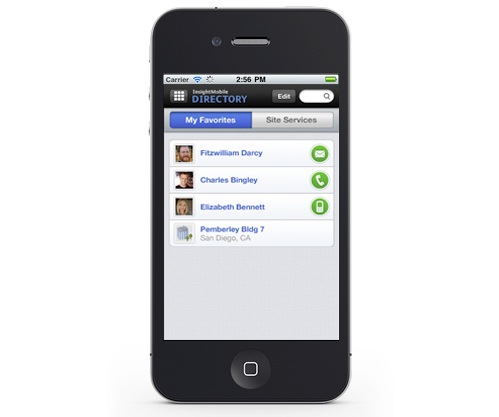 Carrier 2:56 PM
InsightMobile
DIRECTORY
Edit
My Favorites Site Services
Fitzwilliam Darcy
Charles Bingley
Elizabeth Bennett
Pemberley Bldg 7
San Diego, CA